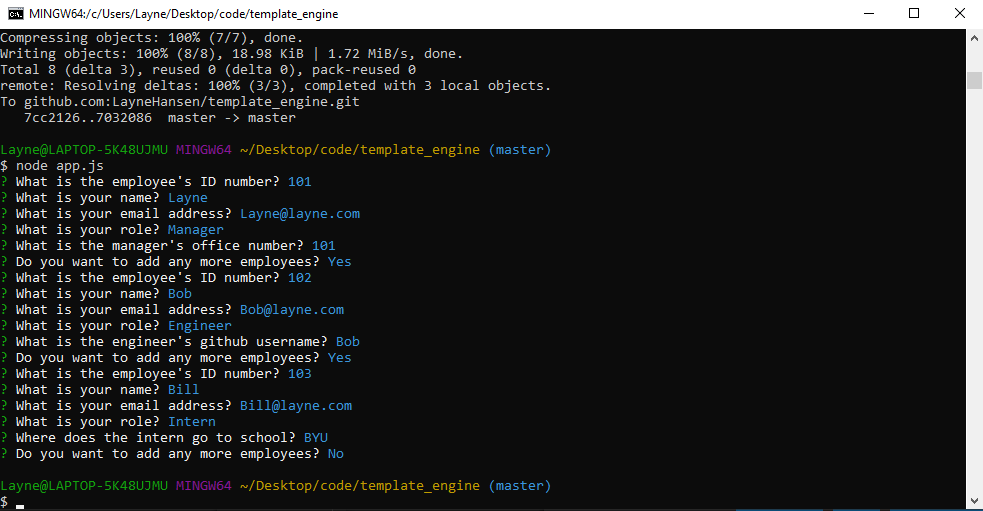 MINGW64:/c/Users/Layne/Desktop/code/template_engine
Compressing objects: 100% (7/7), done.
Writing objects: 100% (8/8), 18.98 KiB | 1.72 MiB/s, done.
Total 8 (delta 3), reused 0 (delta 0), pack-reused 0
remote: Resolving deltas: 100% (3/3), completed with 3 local objects.
To github.com:LayneHansen/template_engine.git
   7cc2126..7032086  master -> master

Layne@LAPTOP-5K48UJMU MINGW64 ~/Desktop/code/template_engine (master)
$ node app.js
? What is the employee's ID number? 101
? What is your name? Layne
? What is your email address? Layne@layne.com
? What is your role? Manager
? What is the manager's office number? 101
? Do you want to add any more employees? Yes
? What is the employee's ID number? 102
? What is your name? Bob
? What is your email address? Bob@layne.com
? What is your role? Engineer
? What is the engineer's github username? Bob
? Do you want to add any more employees? Yes
? What is the employee's ID number? 103
? What is your name? Bill
? What is your email address? Bill@layne.com
? What is your role? Intern
? Where does the intern go to school? BYU
? Do you want to add any more employees? No

Layne@LAPTOP-5K48UJMU MINGW64 ~/Desktop/code/template_engine (master)
$